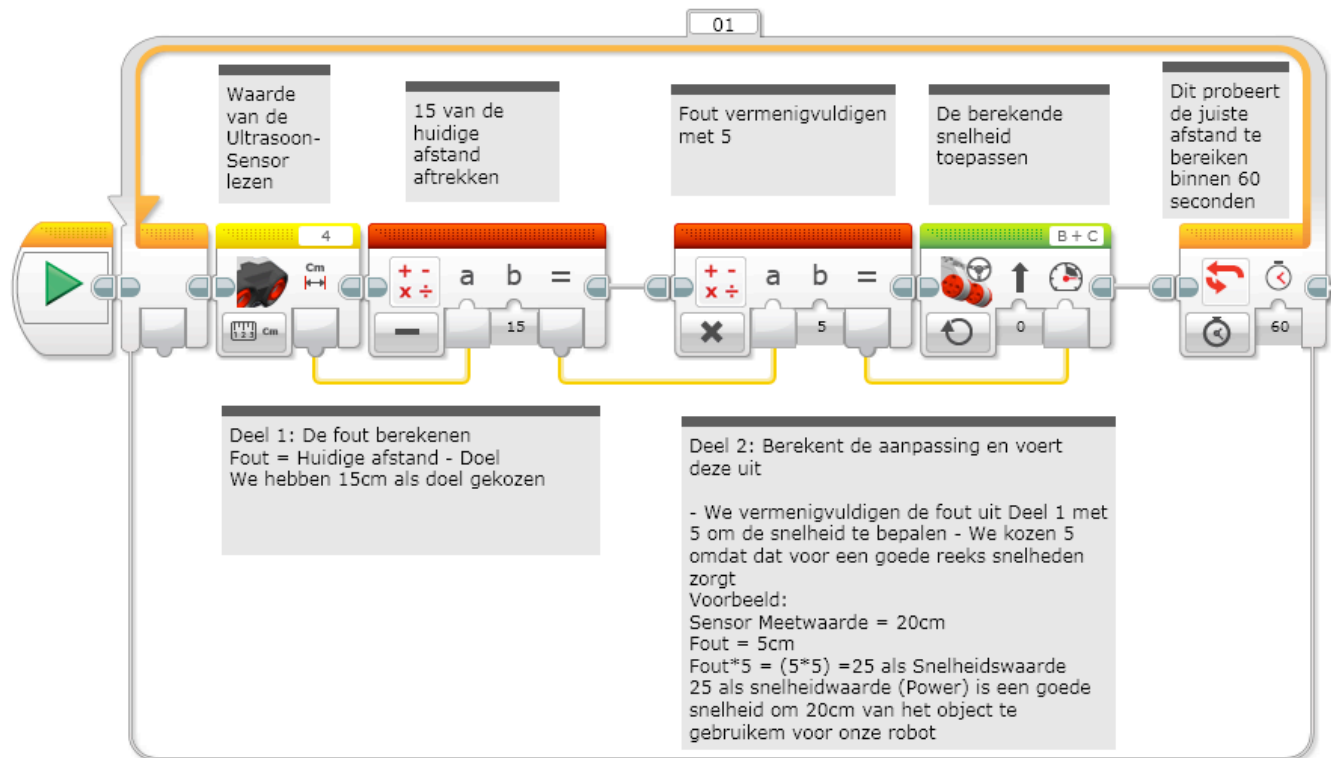 01
Waarde
van de
Ultrasoon-
Sensor
lezen
15 van de
huidige
afstand
aftrekken
Fout vermenigvuldigen
met 5
De berekende
snelheid
toepassen
Dit probeert
de juiste
afstand te
bereiken
binnen 60
seconden
4
Cm
1 2 3 Cm
+ -
x ÷
a b =
15
+ -
x ÷
a b =
5
B + C
0
60
Deel 1: De fout berekenen
Fout = Huidige afstand - Doel
We hebben 15cm als doel gekozen
Deel 2: Berekent de aanpassing en voert
deze uit
- We vermenigvuldigen de fout uit Deel 1 met
5 om de snelheid te bepalen - We kozen 5
omdat dat voor een goede reeks snelheden
zorgt
Voorbeeld:
Sensor Meetwaarde = 20cm
Fout = 5cm
Fout*5 = (5*5) =25 als Snelheidswaarde
25 als snelheidwaarde (Power) is een goede
snelheid om 20cm van het object te
gebruikem voor onze robot